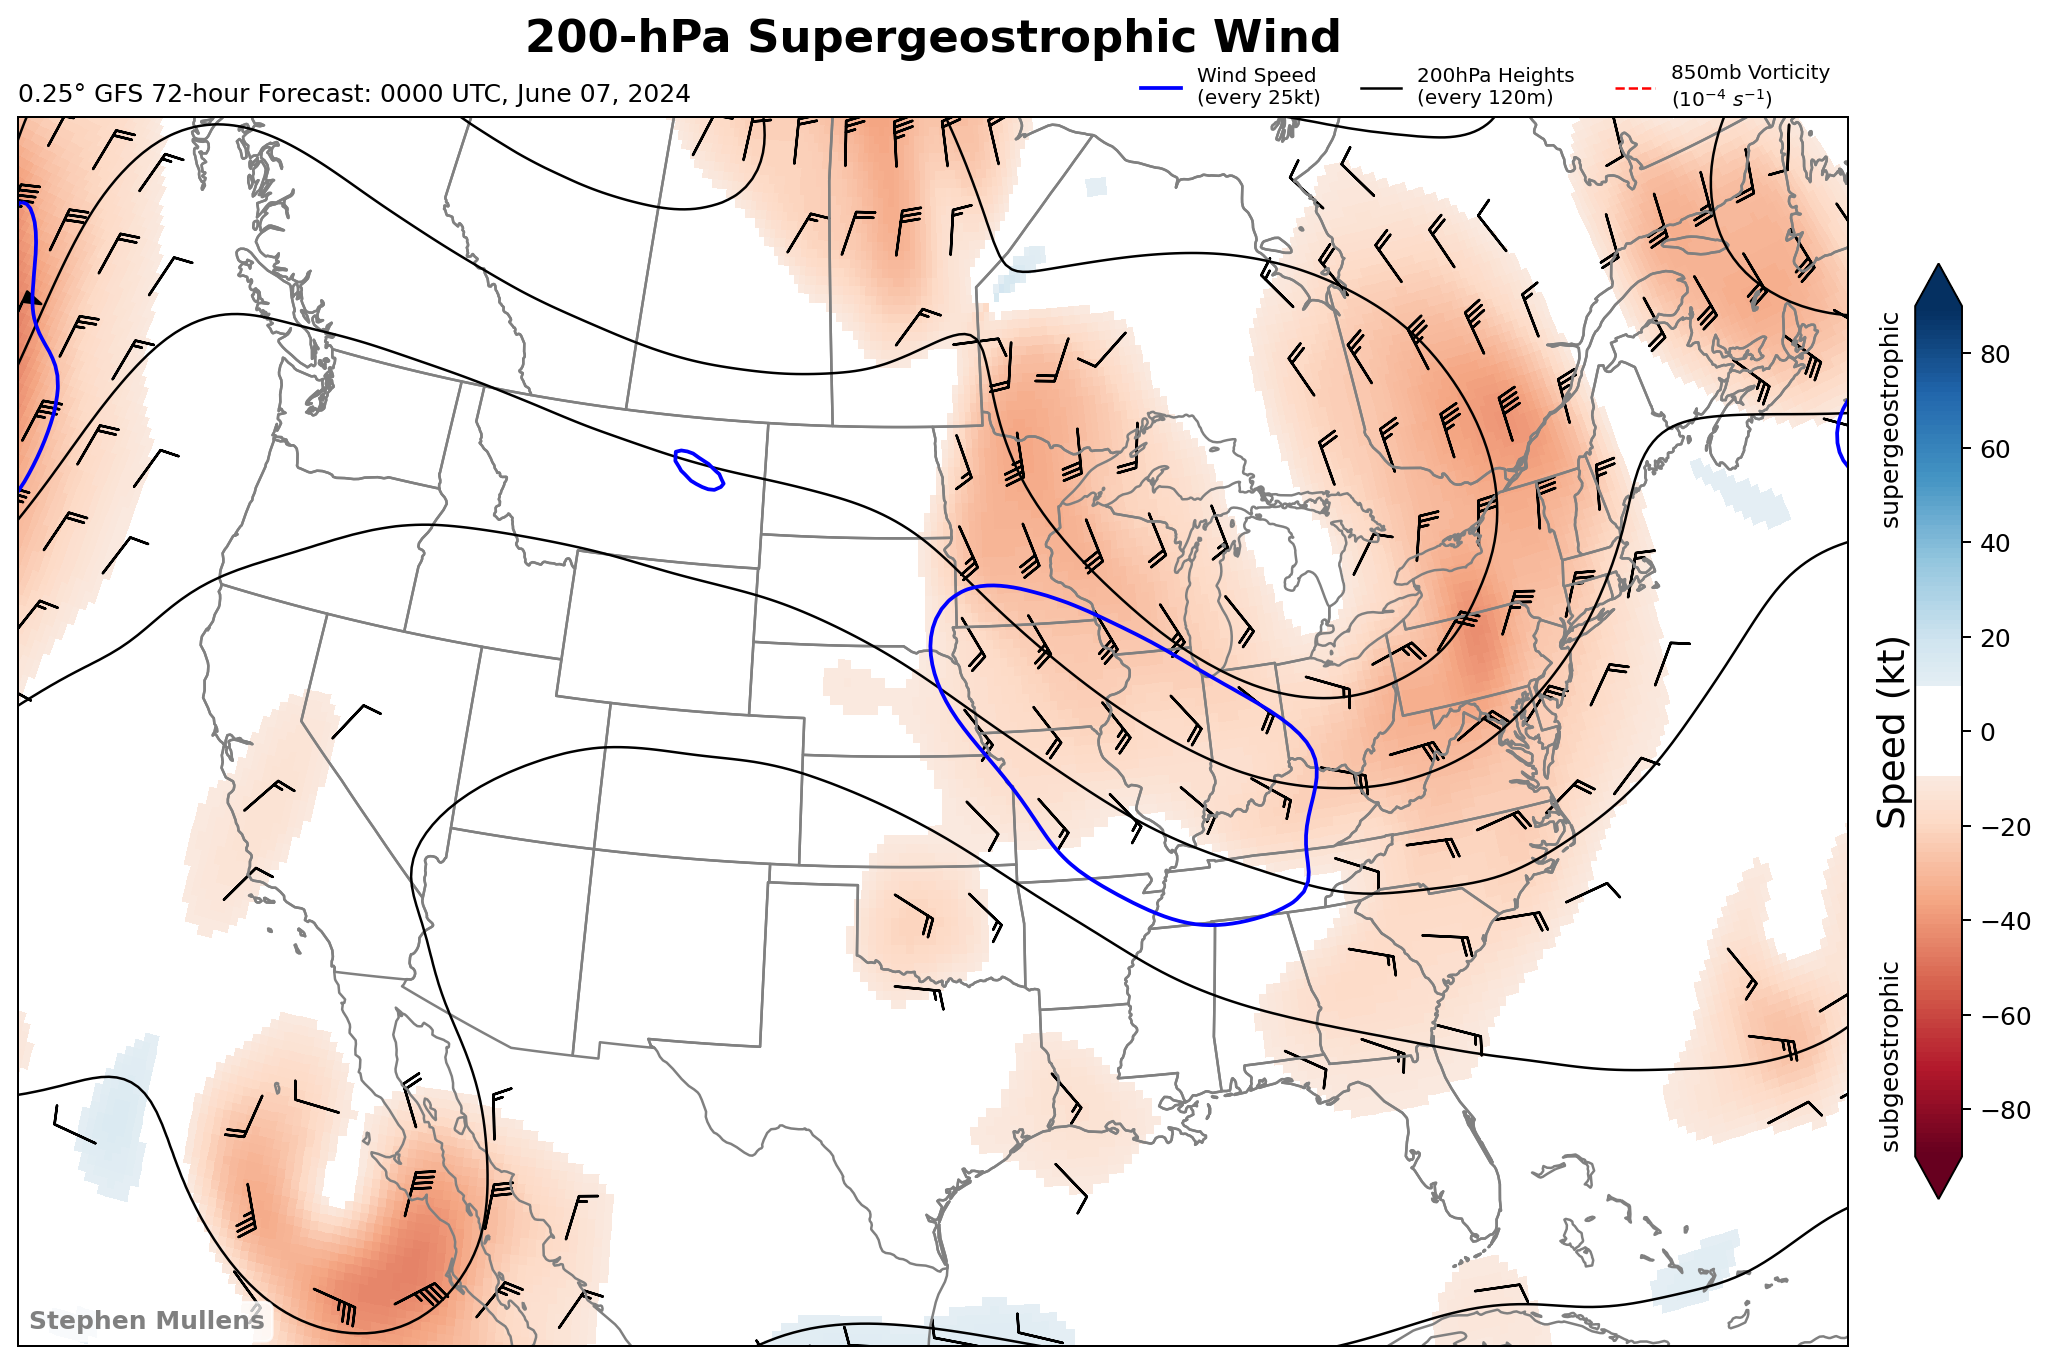 200-hPa Supergeostrophic Wind
0.25° GFS 72-hour Forecast: 0000 UTC, June 07, 2024
Wind Speed
(every 25kt)
200hPa Heights
(every 120m)
850mb Vorticity
(10⁻⁴ s⁻¹)
supergeostrophic
subgeostrophic
Speed (kt)
80
60
40
20
0
−20
−40
−60
−80
Stephen Mullens